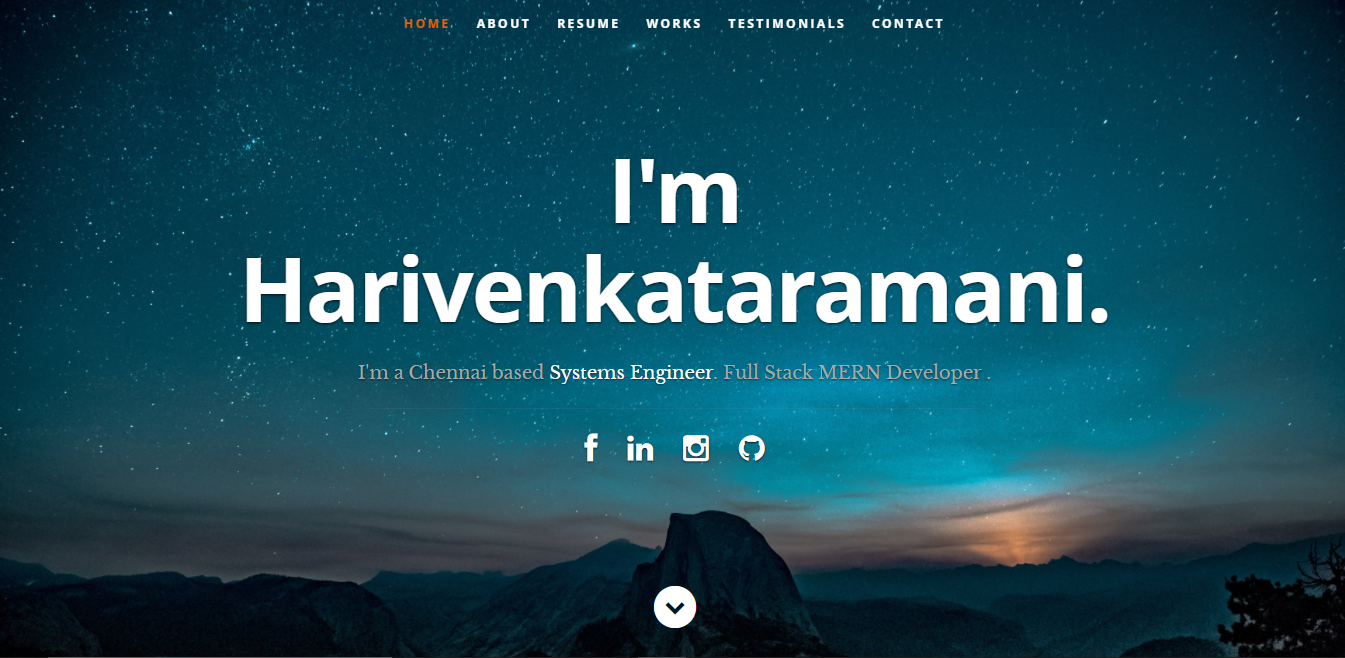 HOME ABOUT RESUME WORKS TESTIMONIALS CONTACT
I'm
Harivenkataramani.
I'm a Chennai based Systems Engineer. Full Stack MERN Developer .